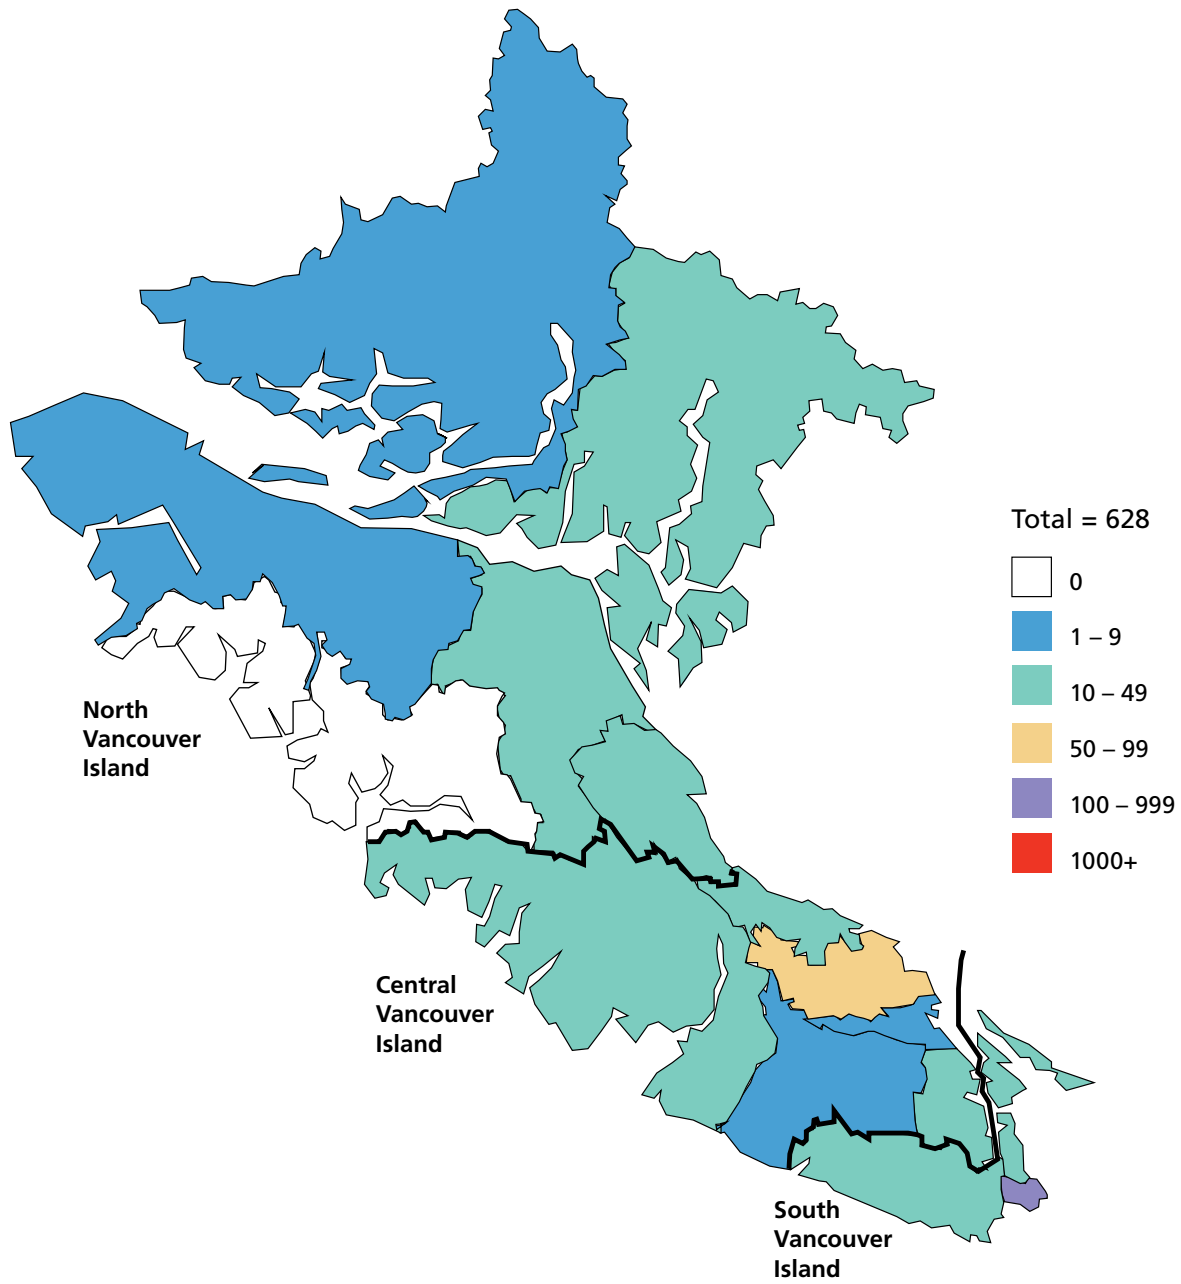 Total = 628
0
1 – 9
10 – 49
50 – 99
100 – 999
1000+
North
Vancouver
Island
Central
Vancouver
Island
South
Vancouver
Island